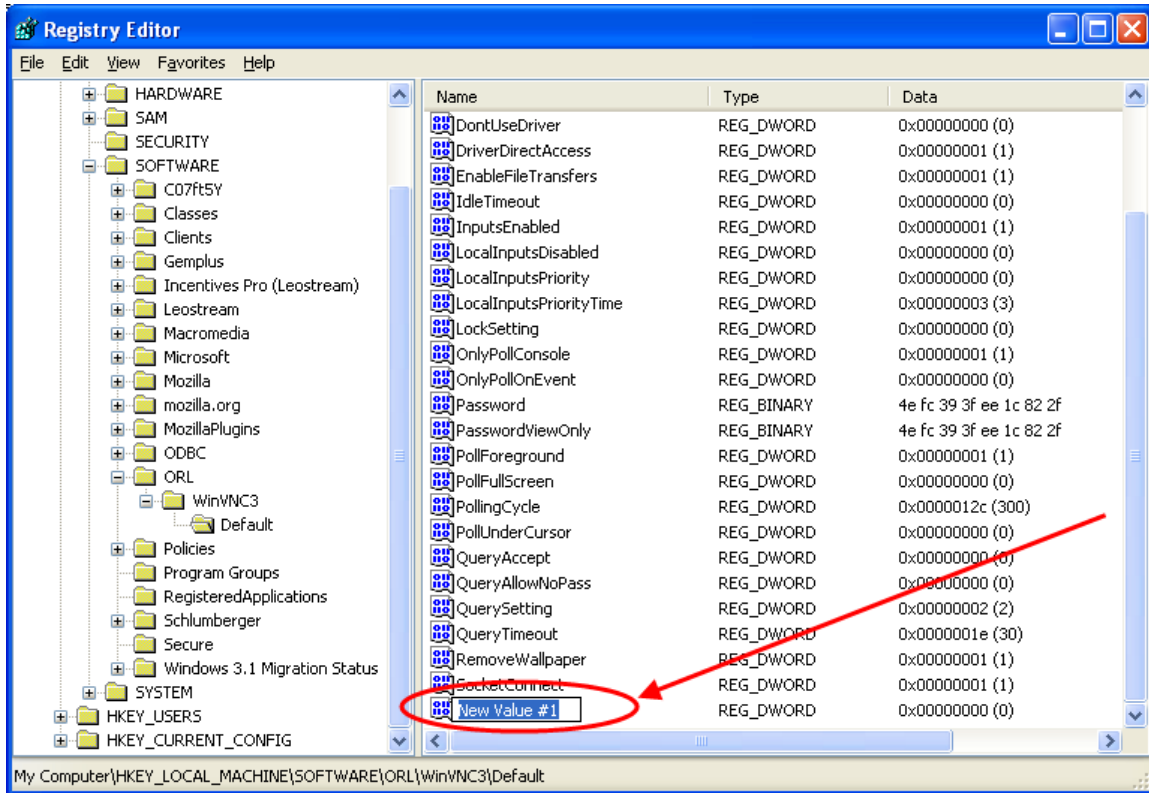 Registry Editor
File Edit View Favorites Help
HARDWARE
SAM
SECURITY
SOFTWARE
C07ft5Y
Classes
Clients
Gemplus
Incentives Pro (Leostream)
Leostream
Macromedia
Microsoft
Mozilla
mozilla.org
MozillaPlugins
ODBC
ORL
WinVNC3
Default
Policies
Program Groups
RegisteredApplications
Schlumberger
Secure
Windows 3.1 Migration Status
SYSTEM
HKEY_USERS
HKEY_CURRENT_CONFIG
Name Type Data
DontUseDriver REG_DWORD 0x00000000 (0)
DriverDirectAccess REG_DWORD 0x00000001 (1)
EnableFileTransfers REG_DWORD 0x00000001 (1)
IdleTimeout REG_DWORD 0x00000000 (0)
InputsEnabled REG_DWORD 0x00000001 (1)
LocalInputsDisabled REG_DWORD 0x00000000 (0)
LocalInputsPriority REG_DWORD 0x00000000 (0)
LocalInputsPriorityTime REG_DWORD 0x00000003 (3)
LockSetting REG_DWORD 0x00000000 (0)
OnlyPollConsole REG_DWORD 0x00000001 (1)
OnlyPollOnEvent REG_DWORD 0x00000000 (0)
Password REG_BINARY 4e fc 39 3f ee 1c 82 2f
PasswordViewOnly REG_BINARY 4e fc 39 3f ee 1c 82 2f
PollForeground REG_DWORD 0x00000001 (1)
PollFullScreen REG_DWORD 0x00000000 (0)
PollingCycle REG_DWORD 0x0000012c (300)
PollUnderCursor REG_DWORD 0x00000000 (0)
QueryAccept REG_DWORD 0x00000000 (0)
QueryAllowNoPass REG_DWORD 0x00000000 (0)
QuerySetting REG_DWORD 0x00000002 (2)
QueryTimeout REG_DWORD 0x0000001e (30)
RemoveWallpaper REG_DWORD 0x00000001 (1)
SocketConnect REG_DWORD 0x00000001 (1)
New Value #1 REG_DWORD 0x00000000 (0)
My Computer\HKEY_LOCAL_MACHINE\SOFTWARE\ORL\WinVNC3\Default